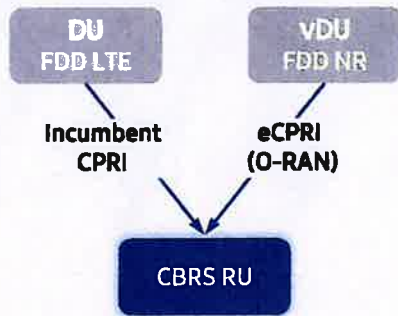 DU
FDD LTE
vDU
FDD NR
Incumbent
CPRI
eCPRI
(O-RAN)
CBRS RU